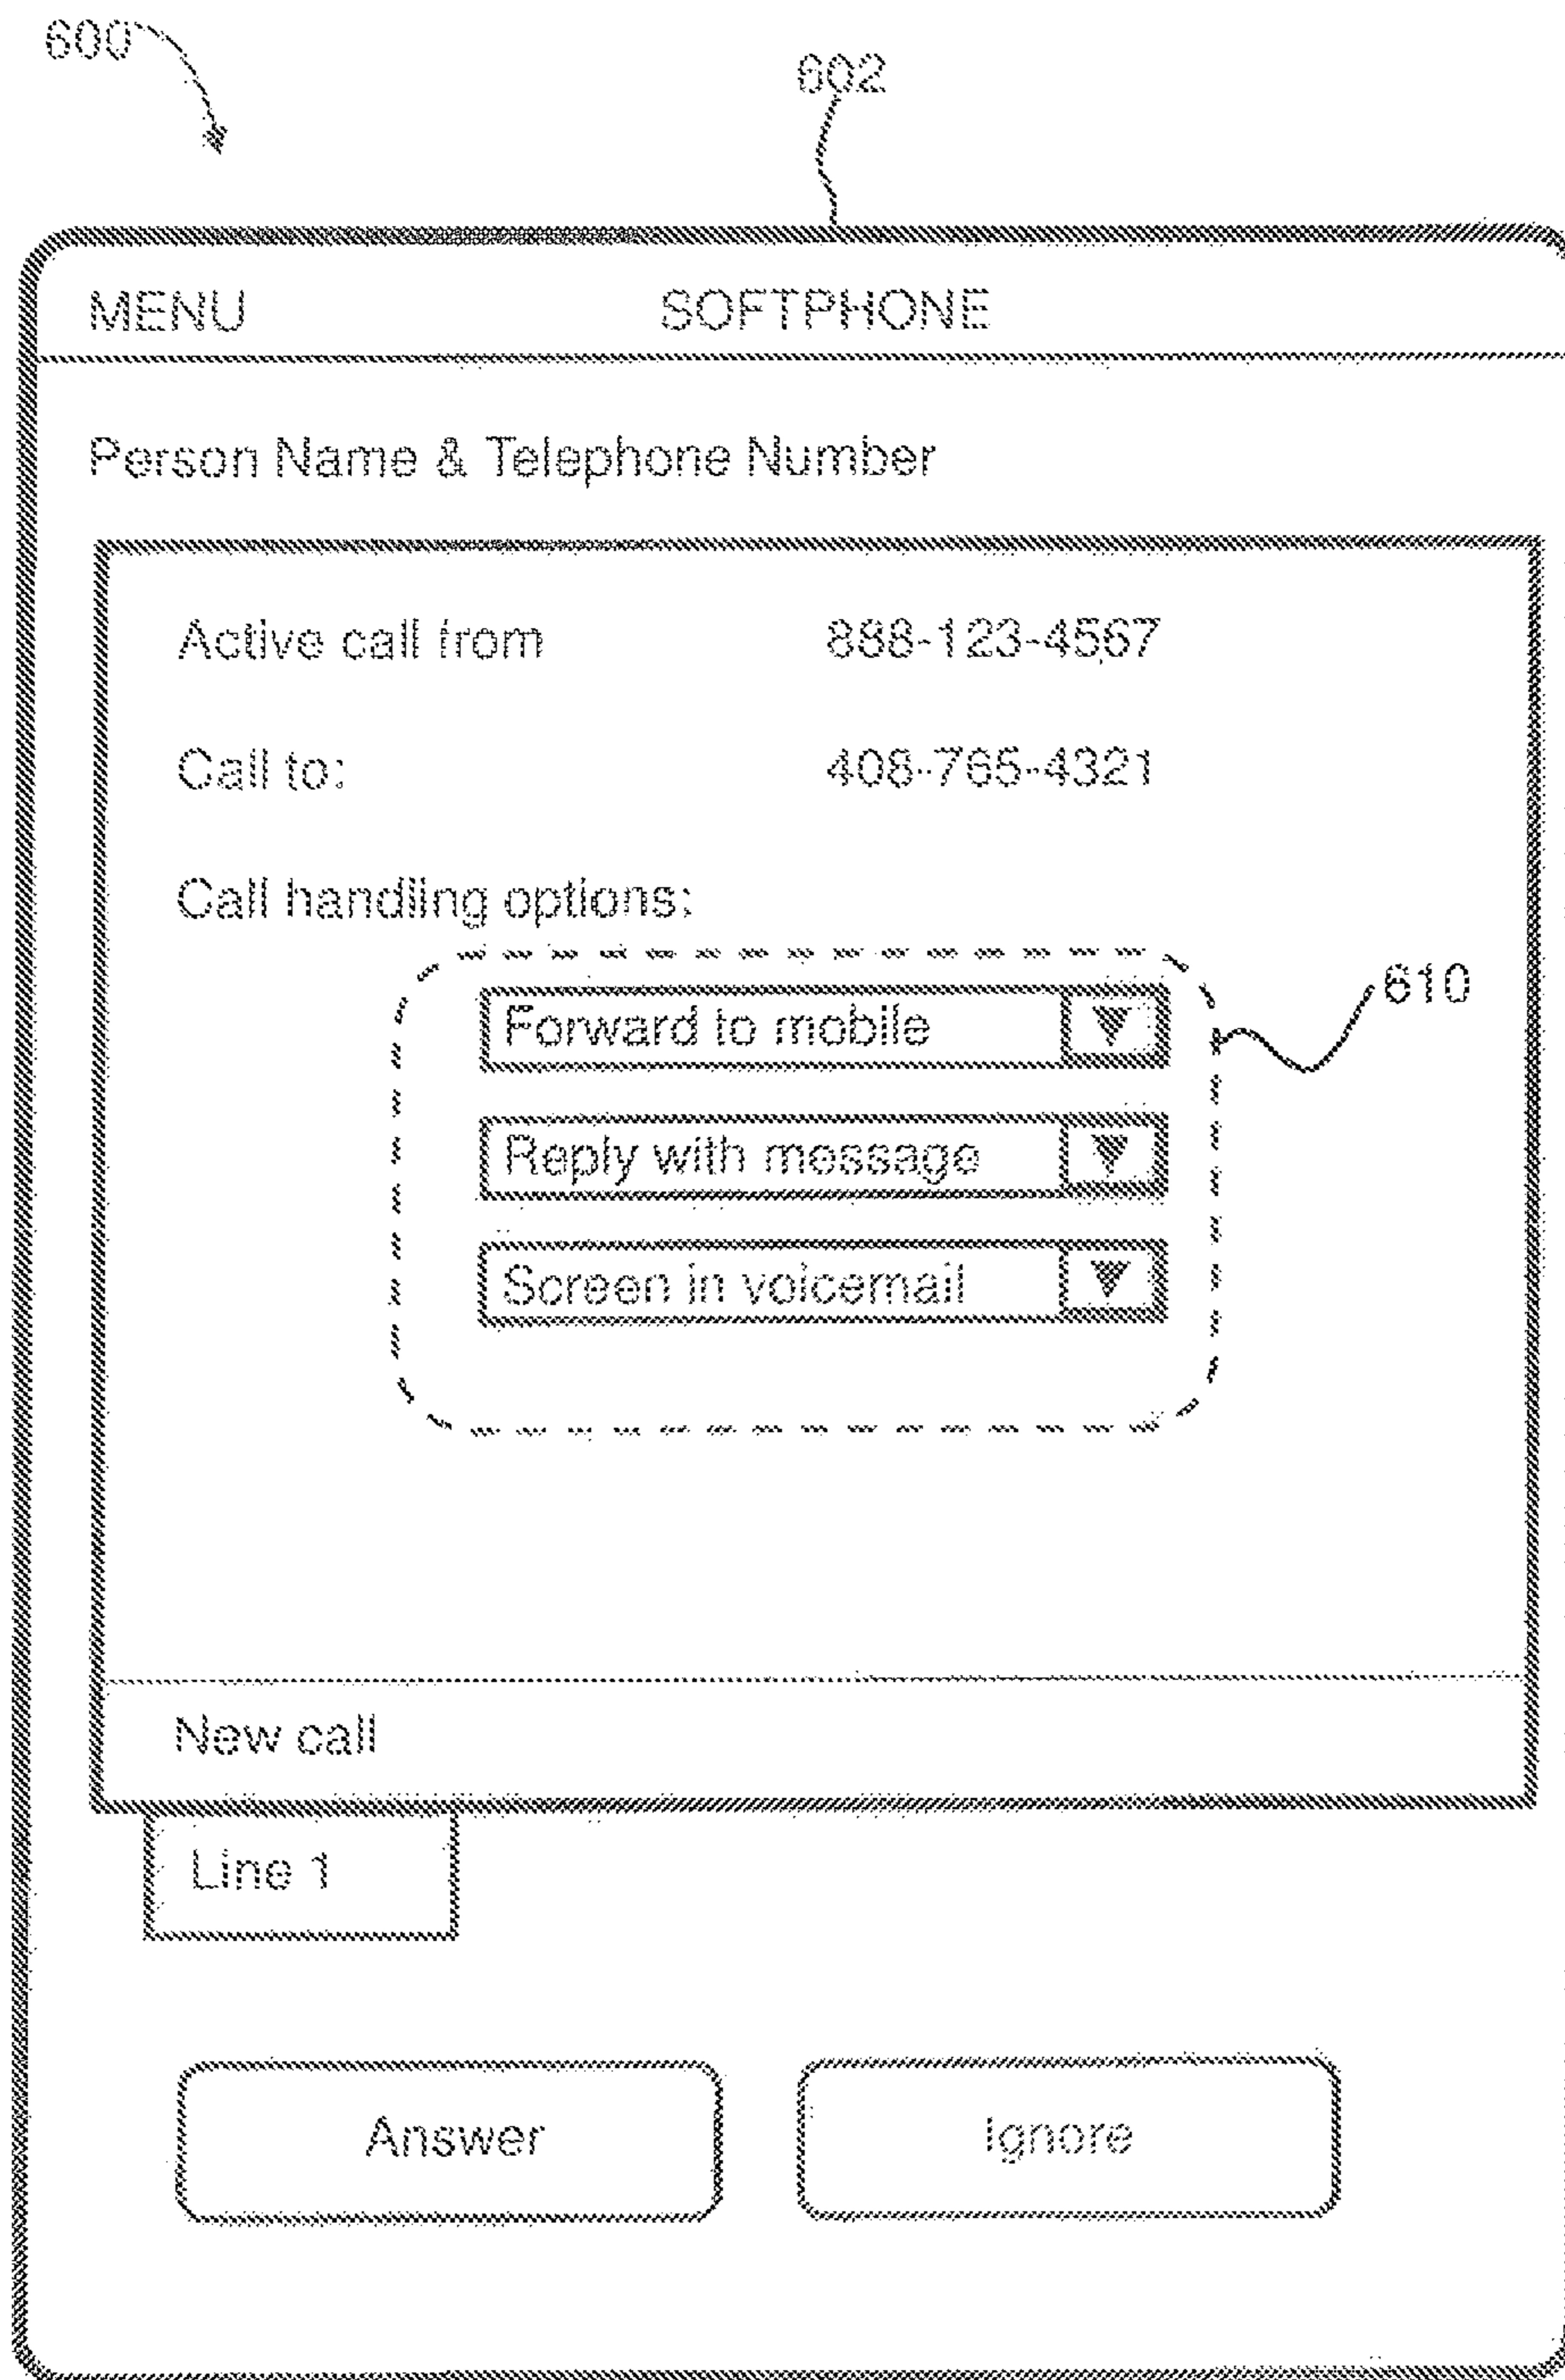 600
602
MENU SOFTPHONE
Person Name & Telephone Number
Active call from 888-123-4567
Call to: 408-765-4321
Call handling options:
610
Forward to mobile
Reply with message
Screen in voicemail
New call
Line 1
Answer Ignore